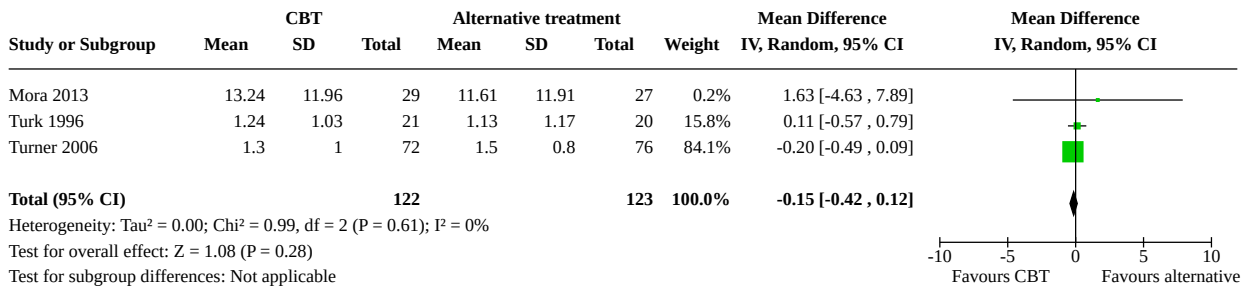 CBT Alternative treatment Mean Difference Mean Difference
Study or Subgroup Mean SD Total Mean SD Total Weight IV, Random, 95% CI IV, Random, 95% CI
Mora 2013 13.24 11.96 29 11.61 11.91 27 0.2% 1.63 [-4.63 , 7.89]
Turk 1996 1.24 1.03 21 1.13 1.17 20 15.8% 0.11 [-0.57 , 0.79]
Turner 2006 1.3 1 72 1.5 0.8 76 84.1% -0.20 [-0.49 , 0.09]
Total (95% CI) 122 123 100.0% -0.15 [-0.42 , 0.12]
Heterogeneity: Tau² = 0.00; Chi² = 0.99, df = 2 (P = 0.61); I² = 0%
Test for overall effect: Z = 1.08 (P = 0.28)
-10 -5 0 5 10
Test for subgroup differences: Not applicable
Favours CBT Favours alternative